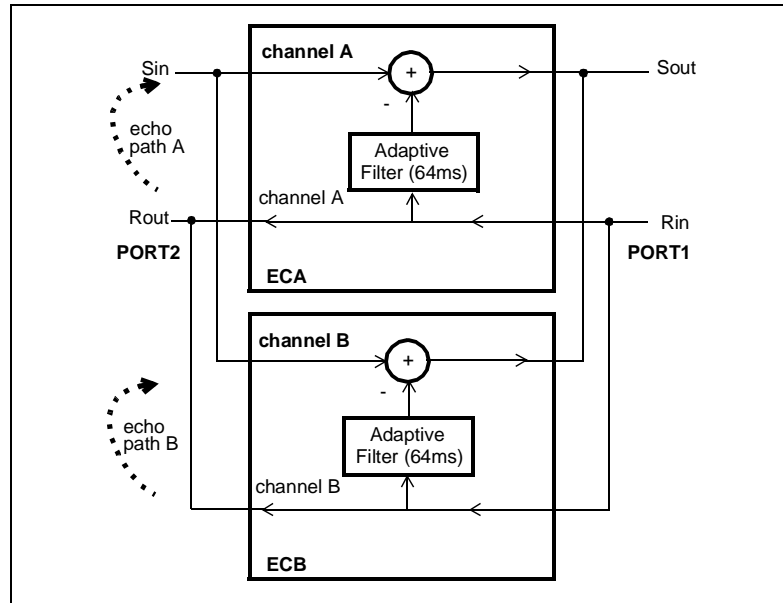 channel A
Sin
+
Sout
-
echo
path A
Adaptive
Filter (64ms)
channel A
Rout
Rin
PORT2
PORT1
ECA
channel B
+
-
echo
path B
Adaptive
Filter (64ms)
channel B
ECB